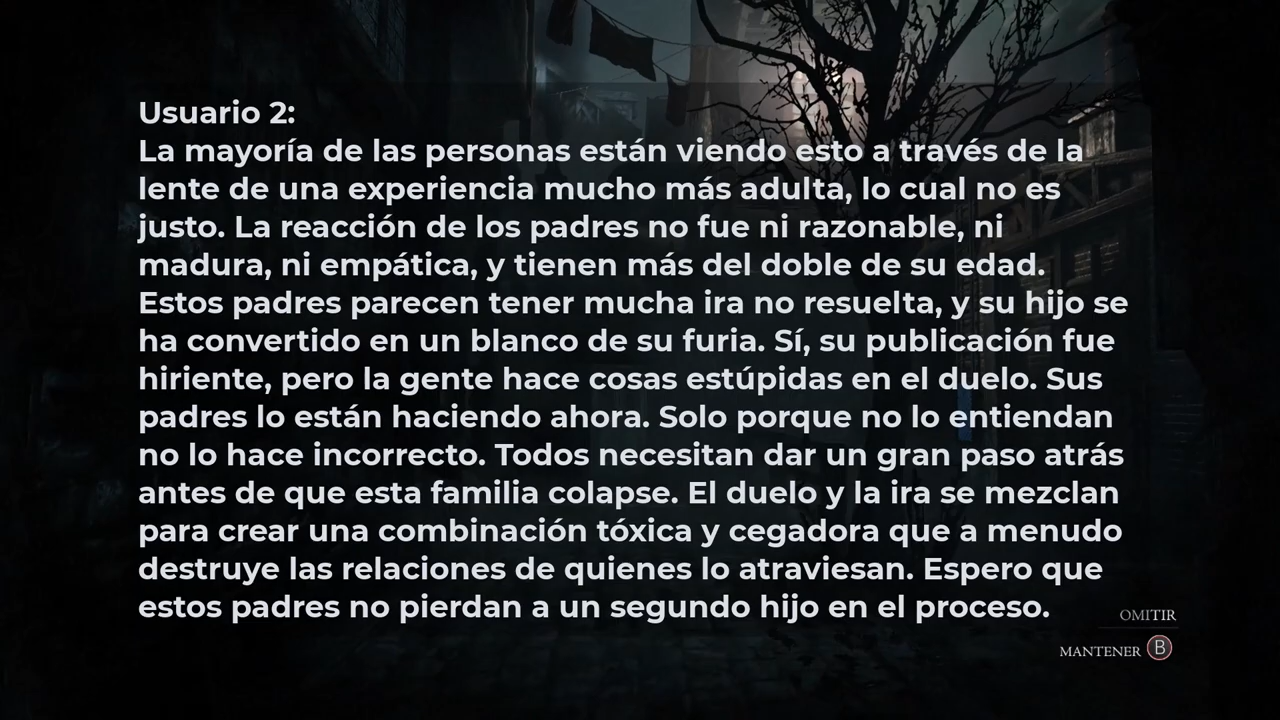 Usuario 2:
La mayoría de las personas están viendo esto a través de la
lente de una experiencia mucho más adulta, lo cual no es
justo. La reacción de los padres no fue ni razonable, ni
madura, ni empática, y tienen más del doble de su edad.
Estos padres parecen tener mucha ira no resuelta, y su hijo se
ha convertido en un blanco de su furia. Sí, su publicación fue
hiriente, pero la gente hace cosas estúpidas en el duelo. Sus
padres lo están haciendo ahora. Solo porque no lo entiendan
no lo hace incorrecto. Todos necesitan dar un gran paso atrás
antes de que esta familia colapse. El duelo y la ira se mezclan
para crear una combinación tóxica y cegadora que a menudo
destruye las relaciones de quienes lo atraviesan. Espero que
estos padres no pierdan a un segundo hijo en el proceso.
OMITIR
MANTENER B